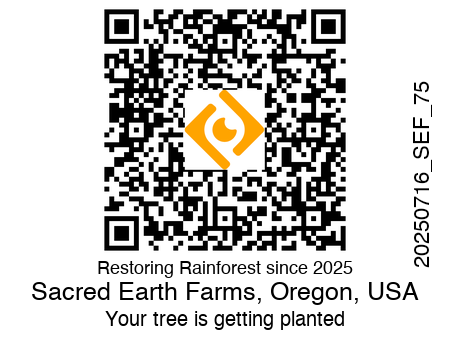 Restoring Rainforest since 2025
Sacred Earth Farms, Oregon, USA
Your tree is getting planted
20250716_SEF_75